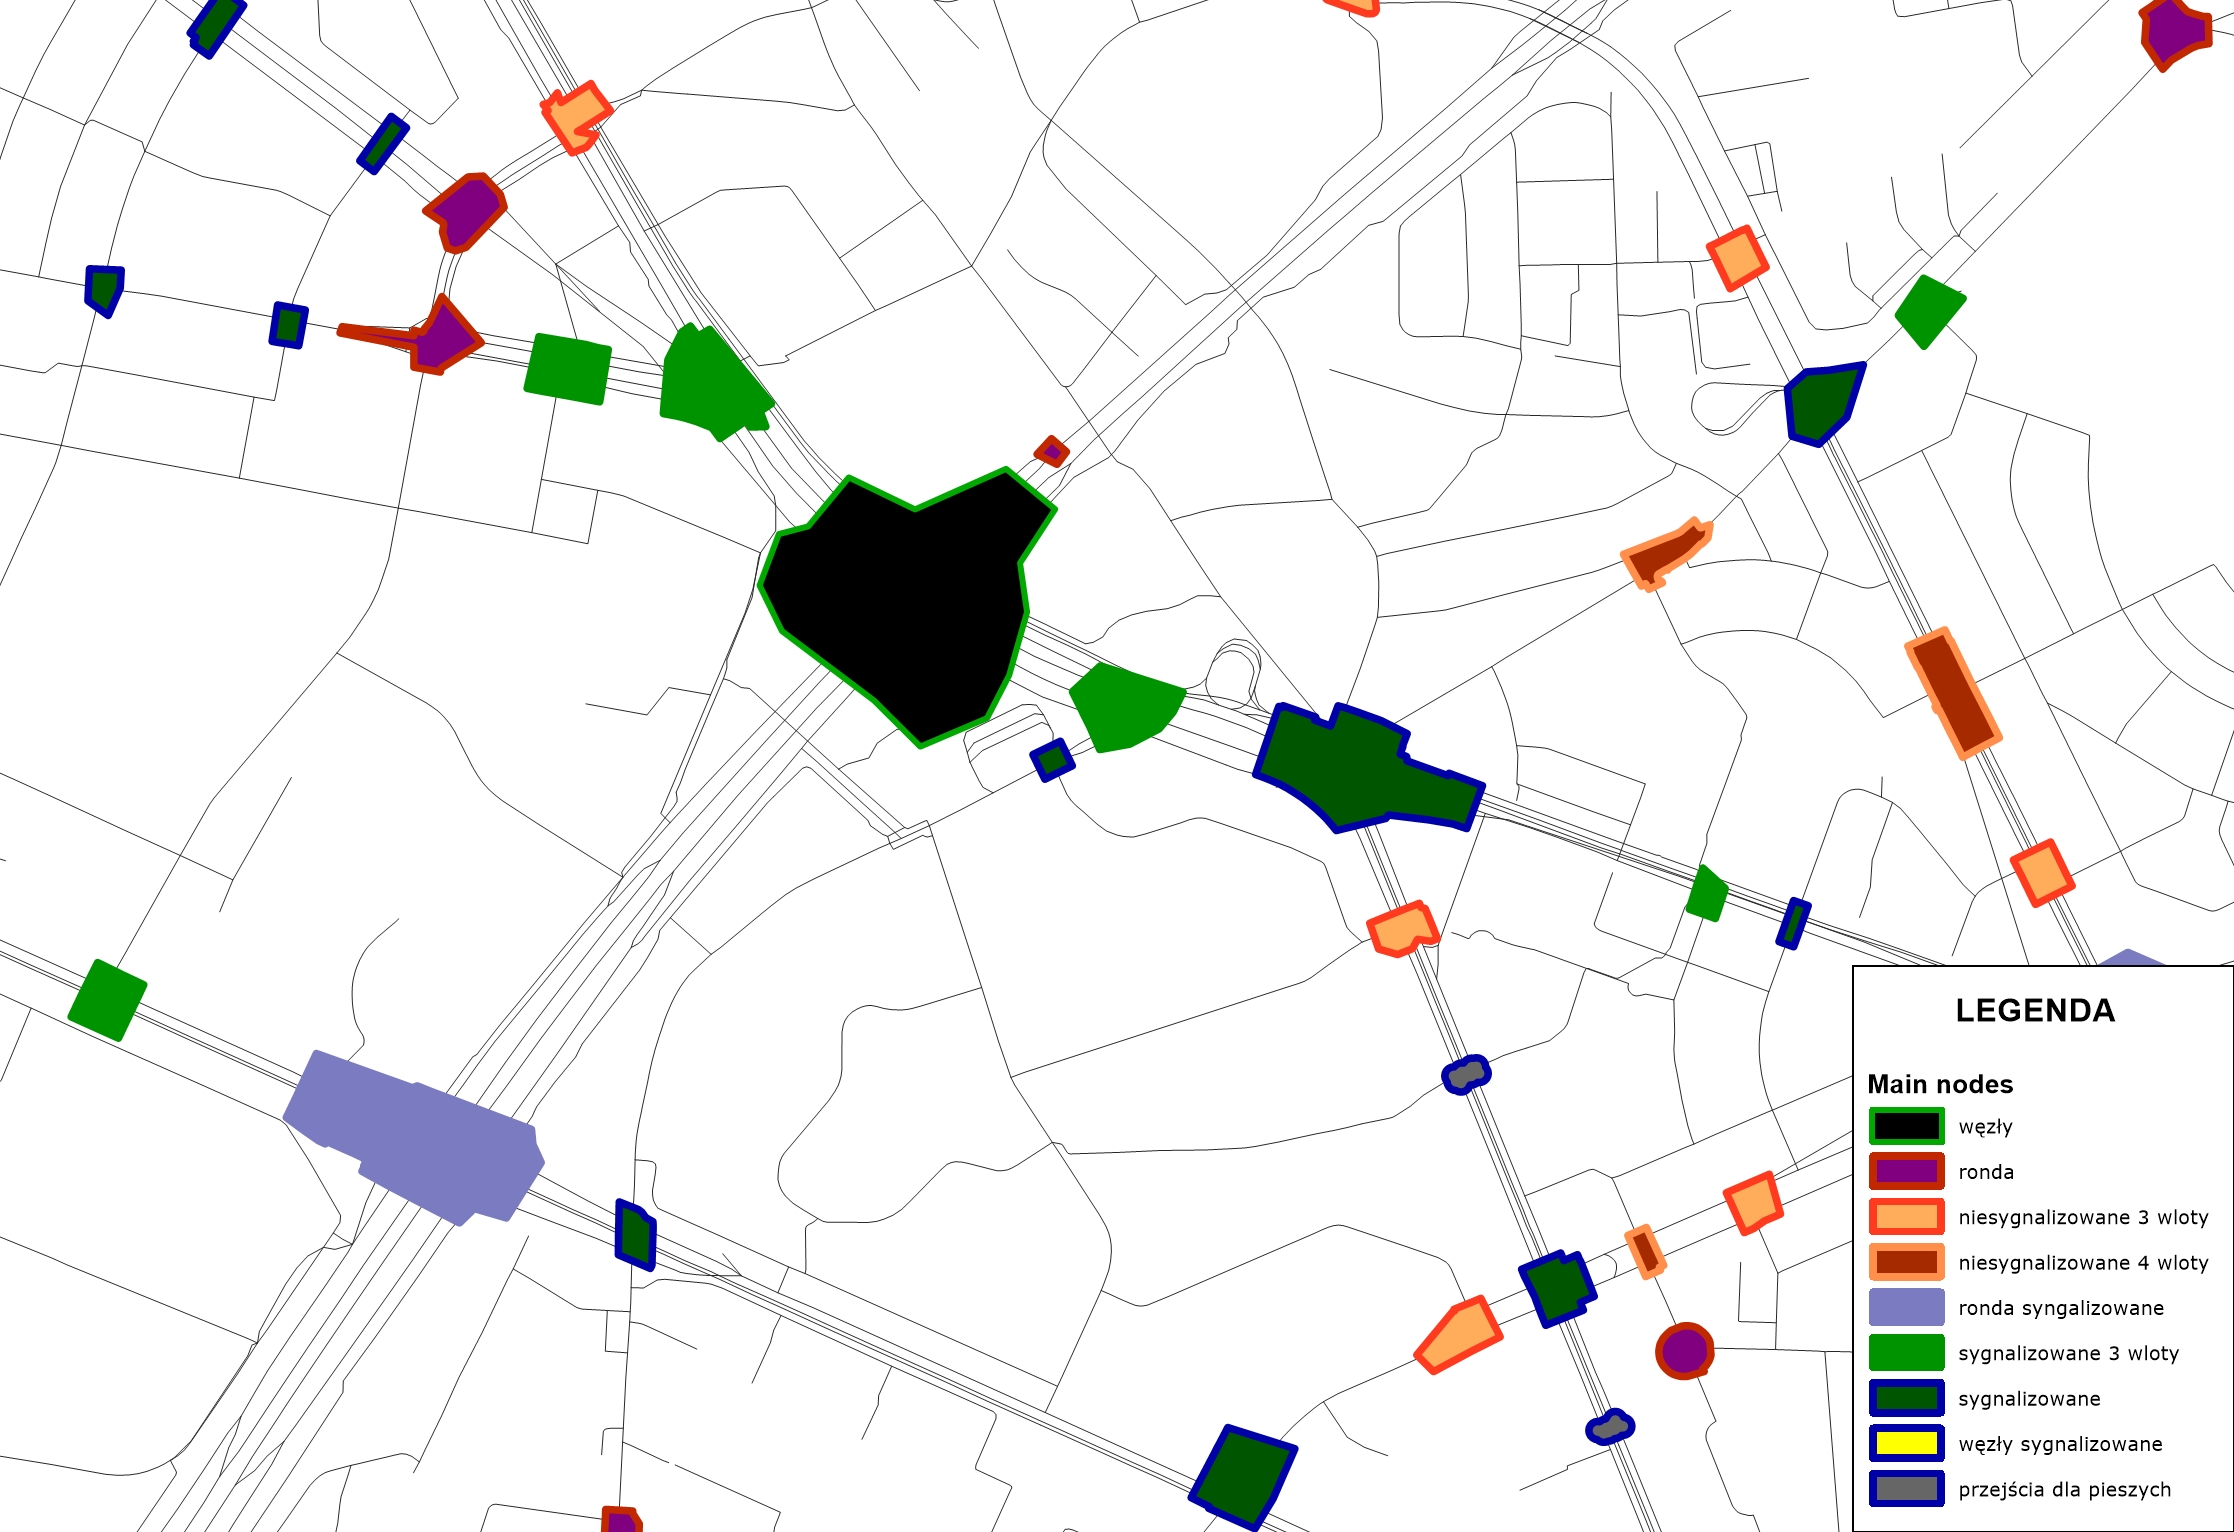 LEGENDA
Main nodes
węzły
ronda
niesygnalizowane 3 wloty
niesygnalizowane 4 wloty
ronda syngalizowane
sygnalizowane 3 wloty
sygnalizowane
węzły sygnalizowane
przejścia dla pieszych